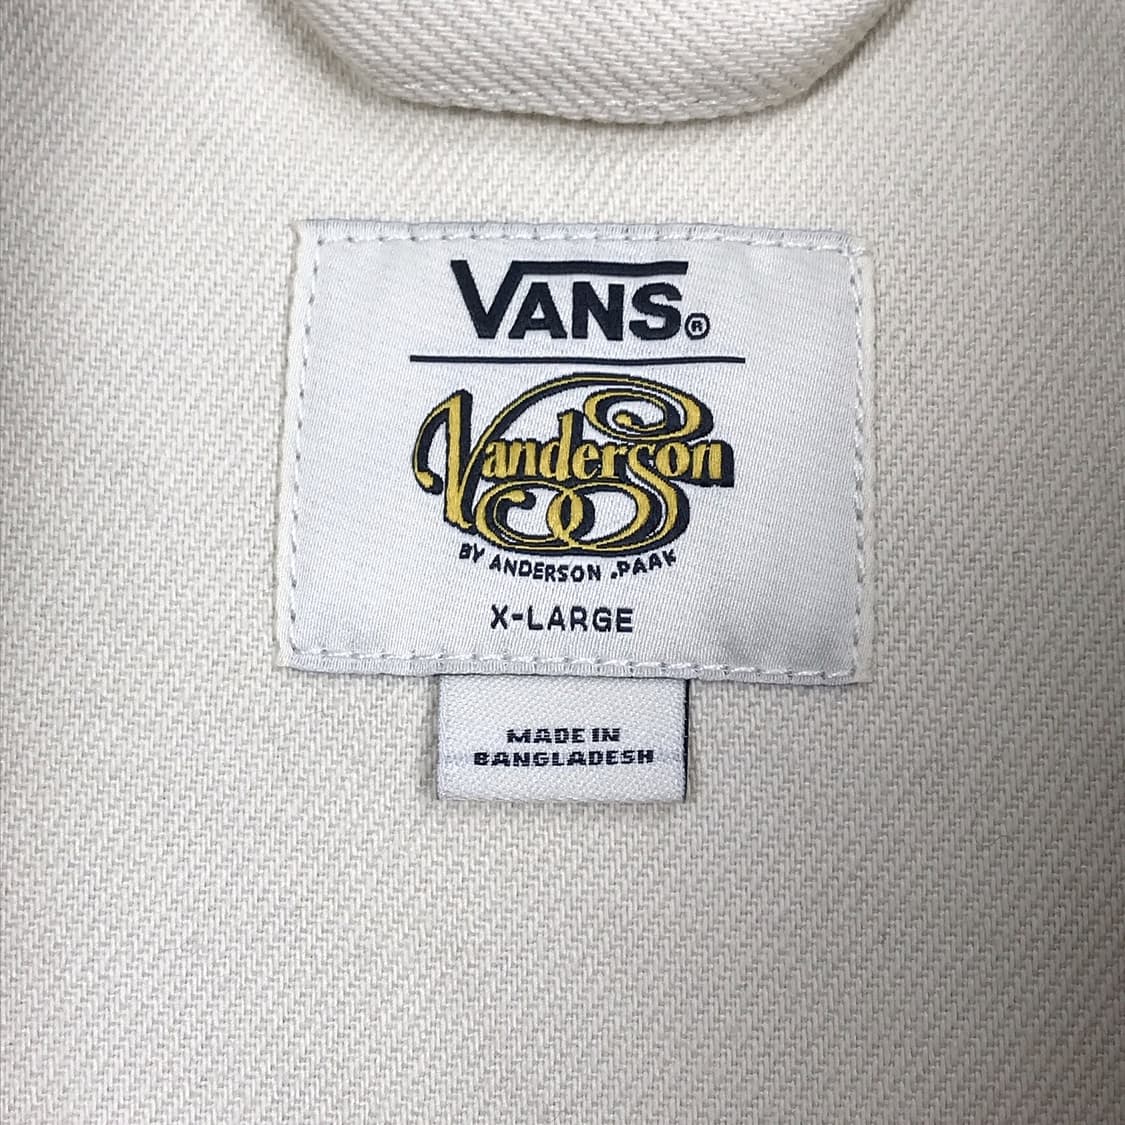 VANS®
Vanderson
BY ANDERSON .PAAK
X-LARGE
MADE IN
BANGLADESH